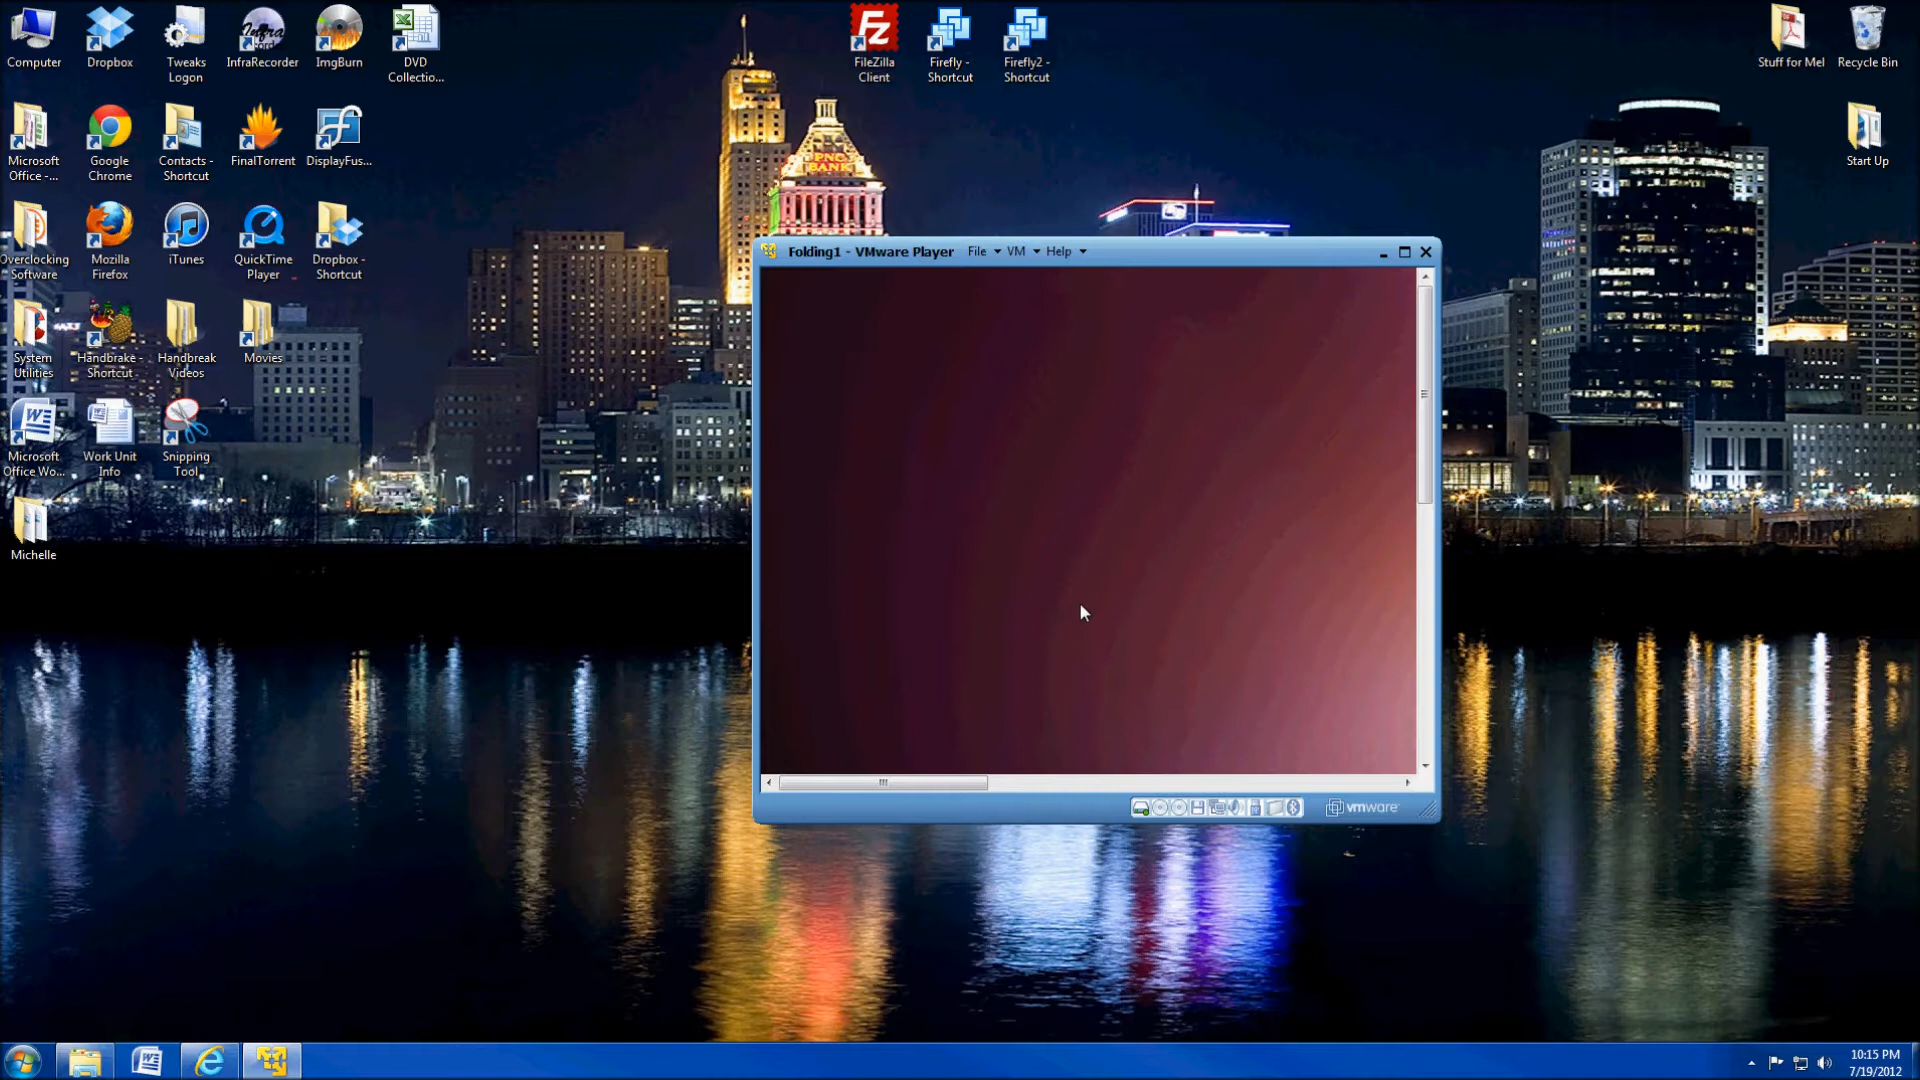 Computer
Dropbox
Tweaks
Logon
InfraRecorder
ImgBurn
DVD
Collectio...
FileZilla
Client
Firefly -
Shortcut
Firefly2 -
Shortcut
Stuff for Me!
Recycle Bin
Microsoft
Office -...
Google
Chrome
Contacts -
Shortcut
FinalTorrent
DisplayFus...
Start Up
PNC
BANK
Overclocking
Software
Mozilla
Firefox
iTunes
QuickTime
Player
Dropbox -
Shortcut
Folding1 - VMware Player File VM Help
System
Utilities
Handbrake -
Shortcut
Handbreak
Videos
Movies
Microsoft
Office Wo...
Work Unit
Info
Snipping
Tool
Michelle
vmware
10:15 PM
7/19/2012